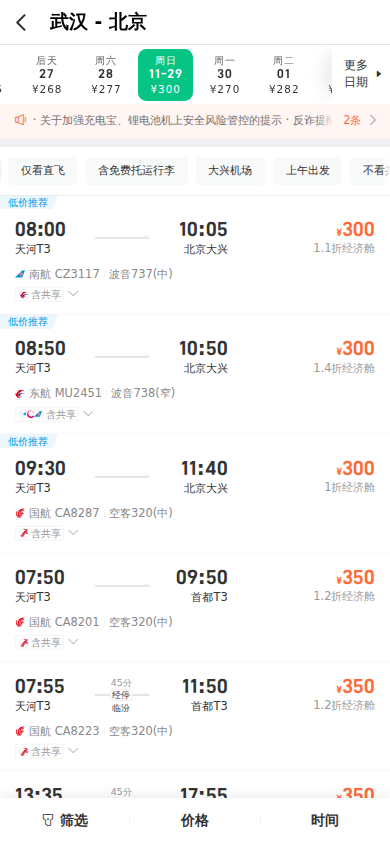 武汉 - 北京
后天 周六 周日 周一 周二
27 28 11-29 30 01
¥268 ¥277 ¥300 ¥270 ¥282
更多
日期
· 关于加强充电宝、锂电池机上安全风险管控的提示 · 反诈提醒 2条
仅看直飞 含免费托运行李 大兴机场 上午出发 不看共
低价推荐
08:00 10:05 ¥300
天河T3 北京大兴 1.1折经济舱
南航 CZ3117 波音737(中)
含共享
低价推荐
08:50 10:50 ¥300
天河T3 北京大兴 1.4折经济舱
东航 MU2451 波音738(窄)
含共享
低价推荐
09:30 11:40 ¥300
天河T3 北京大兴 1折经济舱
国航 CA8287 空客320(中)
含共享
07:50 09:50 ¥350
天河T3 首都T3 1.2折经济舱
国航 CA8201 空客320(中)
含共享
45分
07:55 经停 11:50 ¥350
天河T3 临汾 首都T3 1.2折经济舱
国航 CA8223 空客320(中)
含共享
45分
13:35 17:55 ¥350
筛选 价格 时间